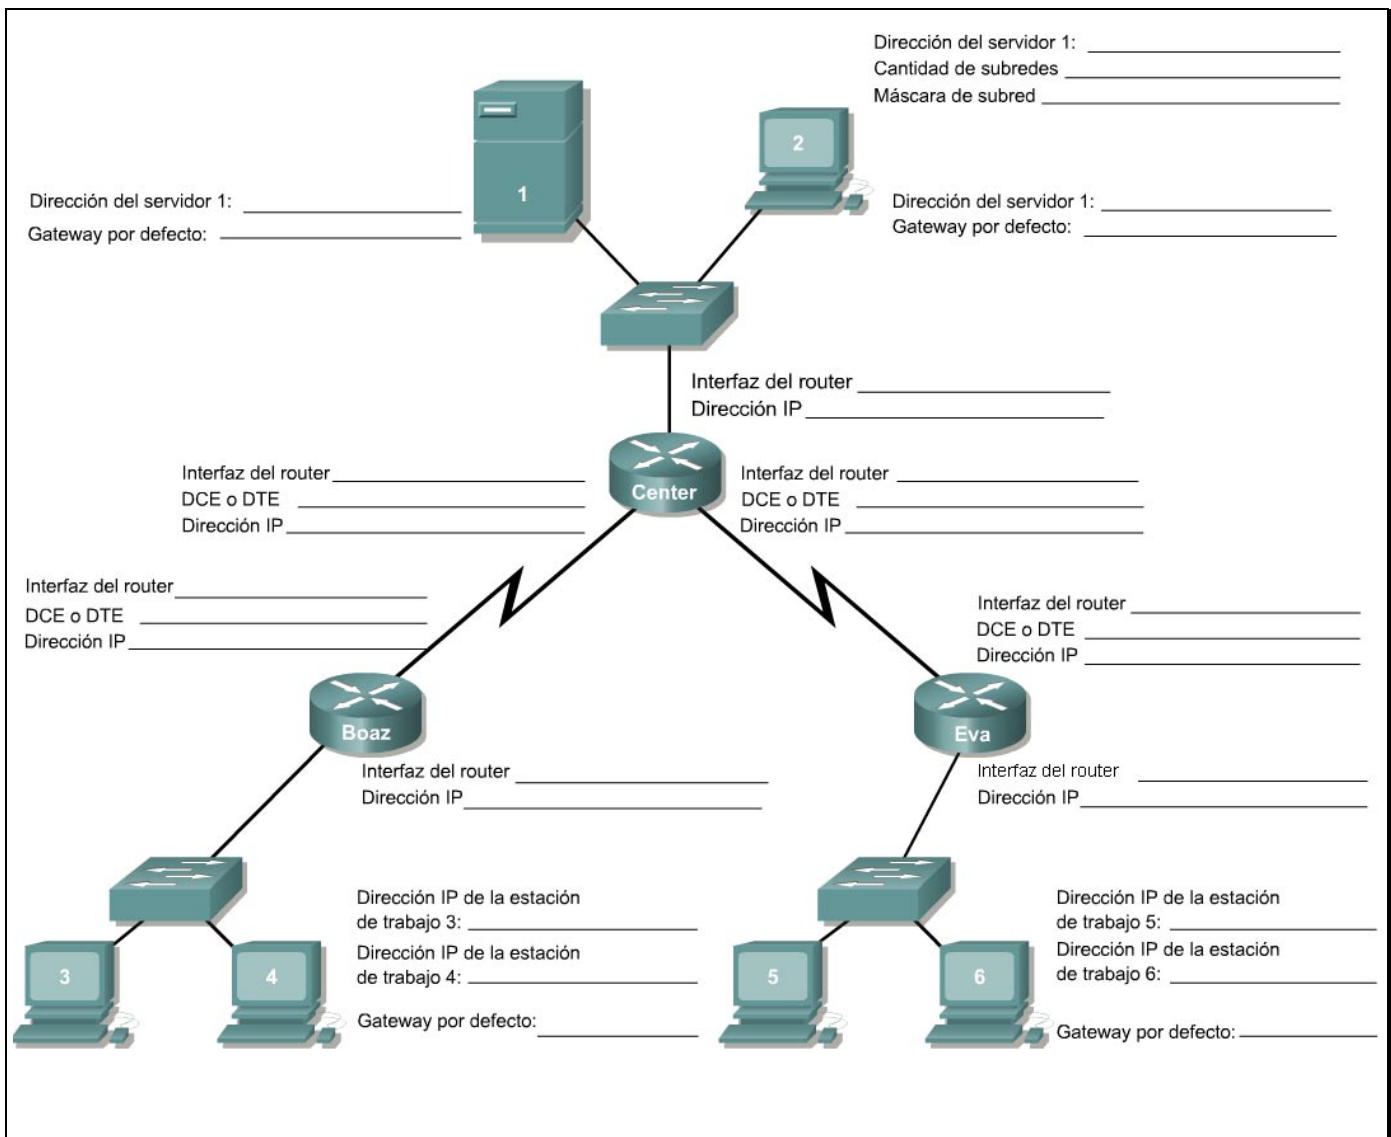 Dirección del servidor 1:
Cantidad de subredes
Máscara de subred
1
2
Dirección del servidor 1:
Gateway por defecto:
Dirección del servidor 1:
Gateway por defecto:
Interfaz del router
Dirección IP
Center
Interfaz del router
DCE o DTE
Dirección IP
Interfaz del router
DCE o DTE
Dirección IP
Interfaz del router
DCE o DTE
Dirección IP
Interfaz del router
DCE o DTE
Dirección IP
Boaz
Eva
Interfaz del router
Dirección IP
Interfaz del router
Dirección IP
Dirección IP de la estación
de trabajo 3:
Dirección IP de la estación
de trabajo 4:
Gateway por defecto:
Dirección IP de la estación
de trabajo 5:
Dirección IP de la estación
de trabajo 6:
Gateway por defecto:
3
4
5
6